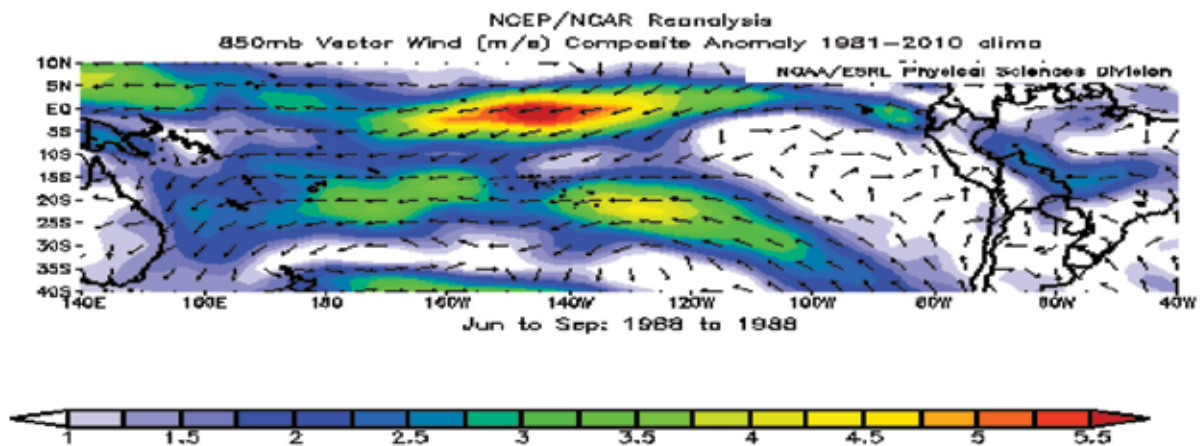 NCEP/NCAR Reanalysis
850mb Vector Wind (m/s) Composite Anomaly 1981-2010 clima
NOAA/ESRL Physical Sciences Division
10N
5N
EQ
5S
10S
15S
20S
25S
30S
35S
40S
140E 160E 180 160W 140W 120W 100W 80W 60W 40W
Jun to Sep: 1988 to 1988
1 1.5 2 2.5 3 3.5 4 4.5 5 5.5